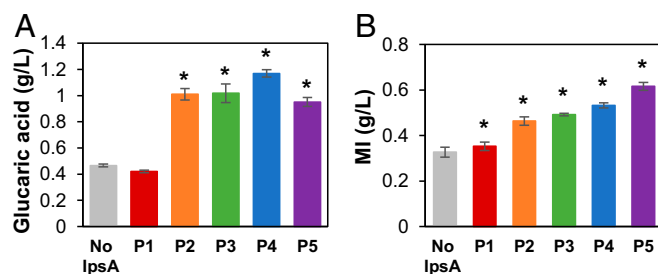 A
Glucaric acid (g/L)
1.4
1.2
1
0.8
0.6
0.4
0.2
0
* * * *
No IpsA P1 P2 P3 P4 P5
B
MI (g/L)
0.8
0.6
0.4
0.2
0
* * * * *
No IpsA P1 P2 P3 P4 P5